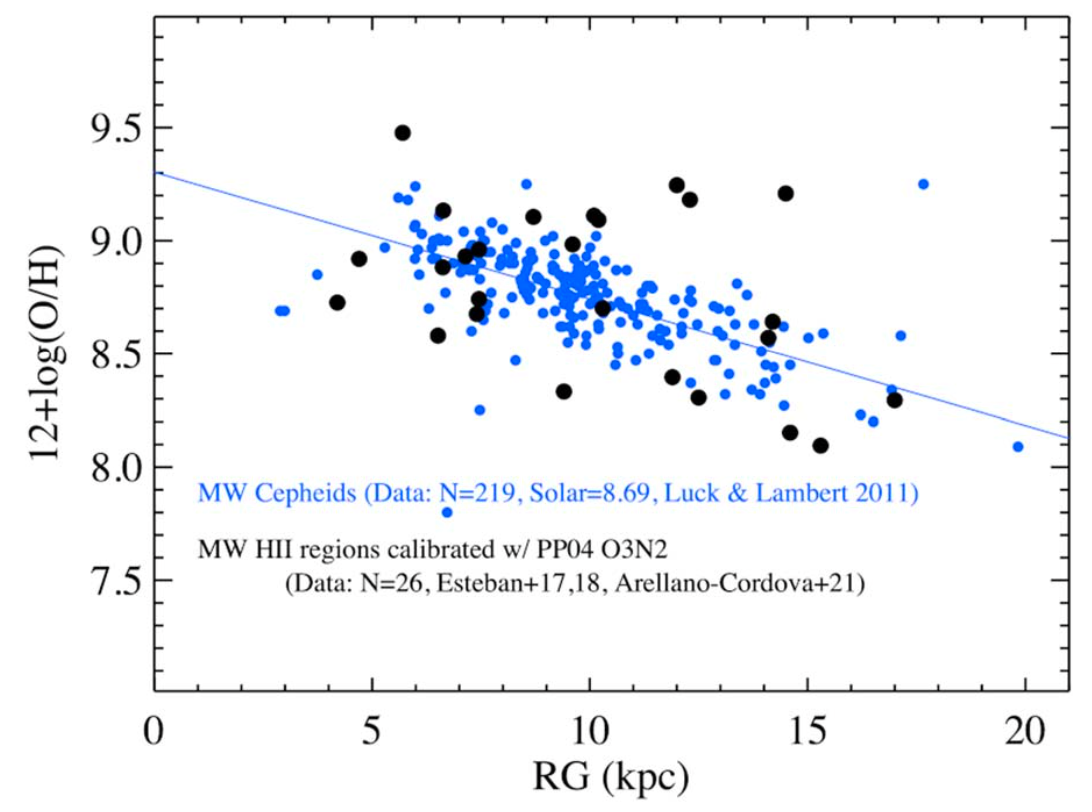 12+log(O/H)
9.5
9.0
8.5
8.0
7.5
MW Cepheids (Data: N=219, Solar=8.69, Luck & Lambert 2011)
MW HII regions calibrated w/ PP04 O3N2
(Data: N=26, Esteban+17,18, Arellano-Cordova+21)
0 5 10 15 20
RG (kpc)